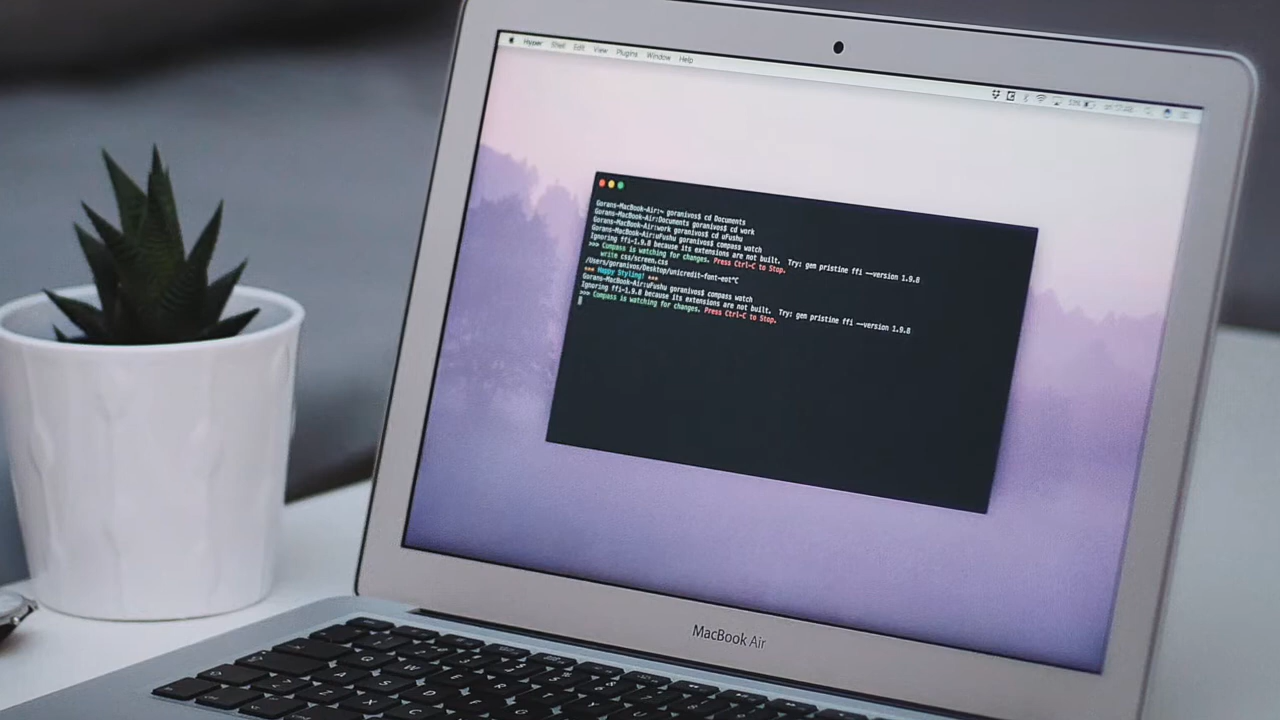 Hyper Shell Edit View Plugins Window Help
53%
Gorans-MacBook-Air:~ goranivos$ cd Documents
Gorans-MacBook-Air:Documents goranivos$ cd work
Gorans-MacBook-Air:work goranivos$ cd uFushu
Gorans-MacBook-Air:uFushu goranivos$ compass watch
Ignoring ffi-1.9.8 because its extensions are not built. Try: gem pristine ffi --version 1.9.8
>>> Compass is watching for changes. Press Ctrl-C to Stop.
write css/screen.css
/Users/goranivos/Desktop/unicredit-font-eot^C
*** Happy Styling! ***
Gorans-MacBook-Air:uFushu goranivos$ compass watch
Ignoring ffi-1.9.8 because its extensions are not built. Try: gem pristine ffi --version 1.9.8
>>> Compass is watching for changes. Press Ctrl-C to Stop.
MacBook Air